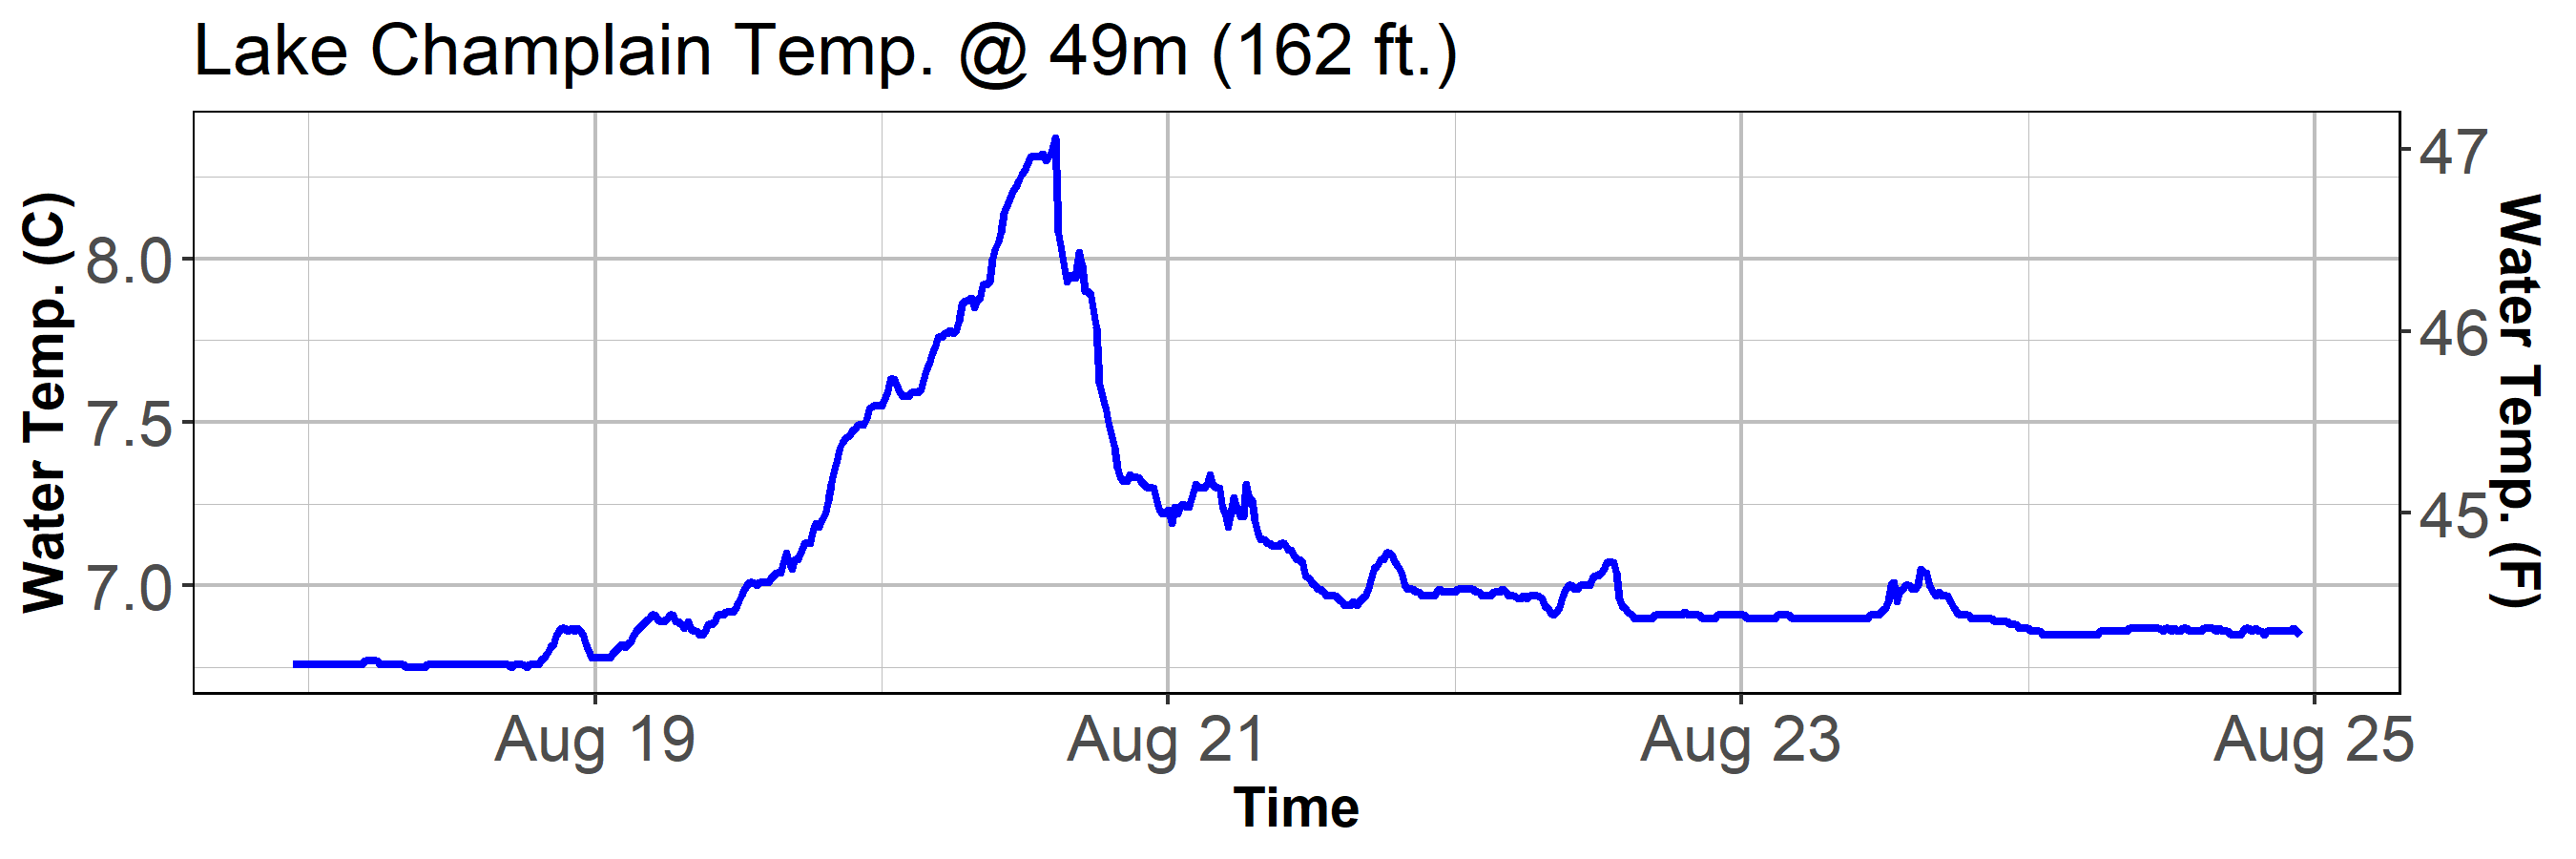 Lake Champlain Temp. @ 49m (162 ft.)
Water Temp. (C)
8.0
7.5
7.0
47
46
45
Water Temp. (F)
Aug 19
Aug 21
Aug 23
Aug 25
Time